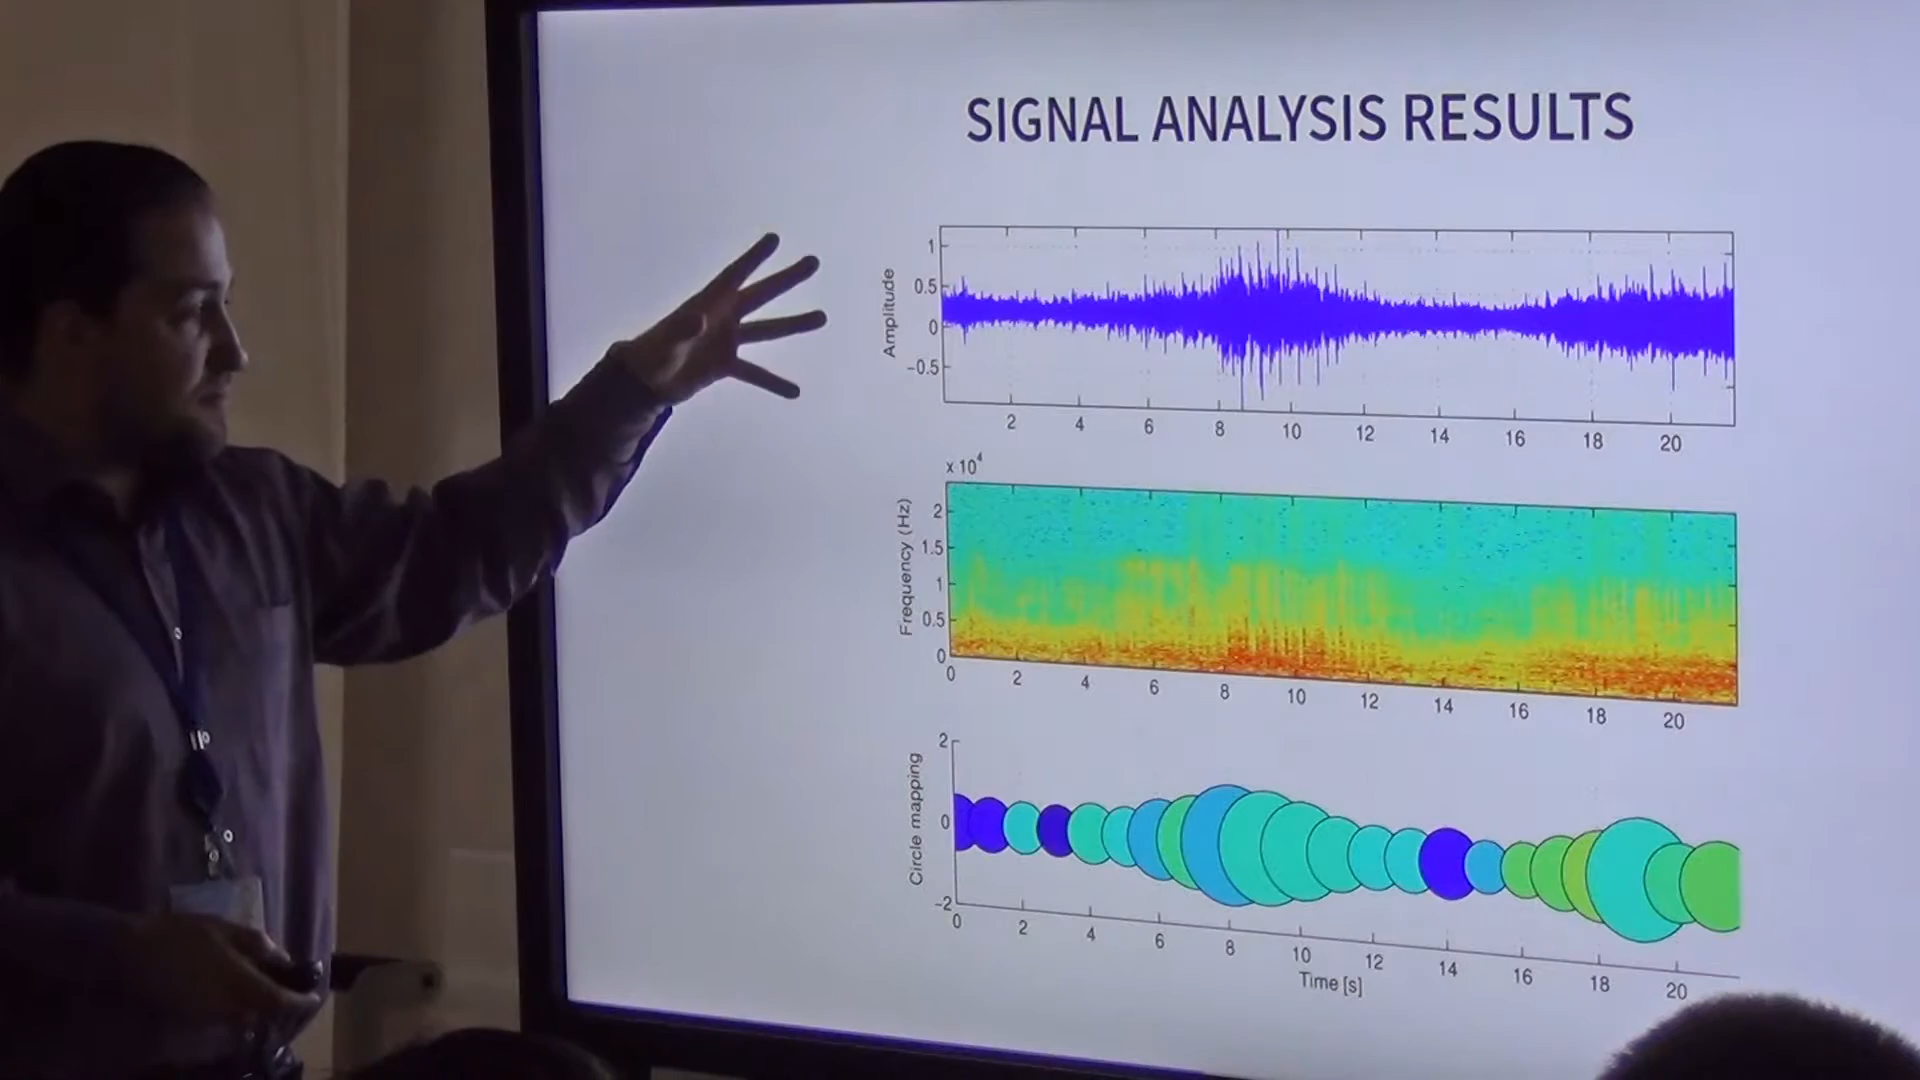 SIGNAL ANALYSIS RESULTS
Amplitude
1
0.5
0
−0.5
2 4 6 8 10 12 14 16 18 20
x 10⁴
Frequency (Hz)
2
1.5
1
0.5
0
0 2 4 6 8 10 12 14 16 18 20
Circle mapping
2
0
−2
0 2 4 6 8 10 12 14 16 18 20
Time [s]